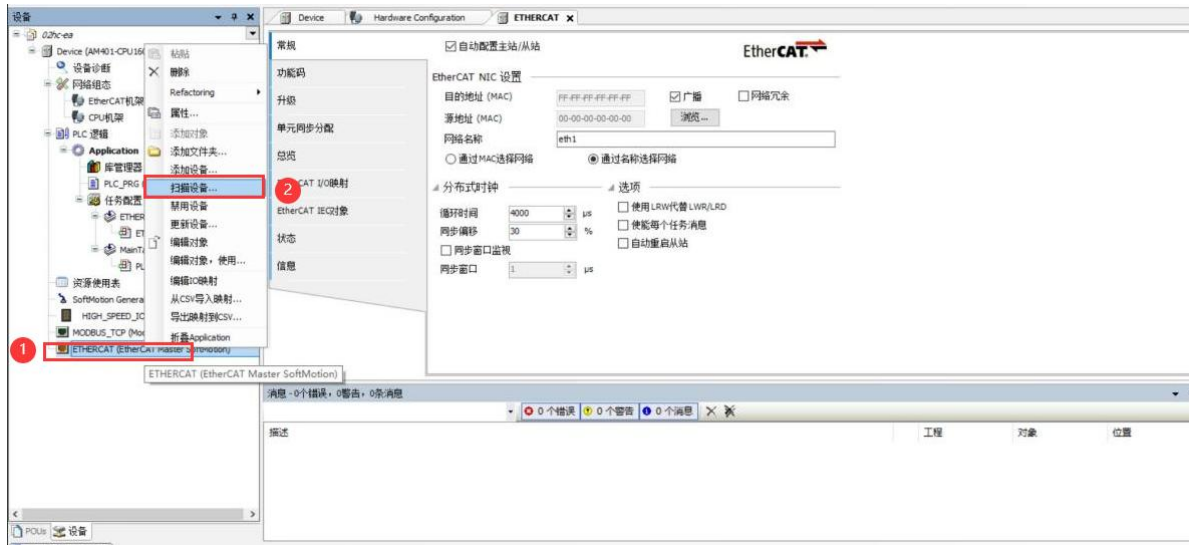 设备
Device
Hardware Configuration
ETHERCAT
02hc-ea
Device (AM401-CPU16
设备诊断
网络组态
EtherCAT机架
CPU机架
PLC 逻辑
Application
库管理器
PLC_PRG
任务配置
ETHER
ET
MainTa
PL
资源使用表
SoftMotion Genera
HIGH_SPEED_IO
MODBUS_TCP (Mod
ETHERCAT (EtherCAT Master SoftMotion)
1
粘贴
删除
Refactoring
属性...
添加对象
添加文件夹...
添加设备...
扫描设备...
2
禁用设备
更新设备...
编辑对象
编辑对象，使用...
编辑IO映射
从CSV导入映射...
导出映射到CSV...
折叠Application
ETHERCAT (EtherCAT Master SoftMotion)
常规
功能码
升级
单元同步分配
总览
CAT I/O映射
EtherCAT IEC对象
状态
信息
自动配置主站/从站
EtherCAT
EtherCAT NIC 设置
目的地址 (MAC) FF-FF-FF-FF-FF-FF 广播 网络冗余
源地址 (MAC) 00-00-00-00-00-00 浏览...
网络名称 eth1
通过MAC选择网络 通过名称选择网络
分布式时钟 选项
循环时间 4000 μs 使用LRW代替LWR/LRD
同步偏移 30 % 使能每个任务消息
同步窗口监视 自动重启从站
同步窗口 1 μs
消息 - 0个错误，0警告，0条消息
0 个错误 0 个警告 0 个消息
描述 工程 对象 位置
POUs 设备